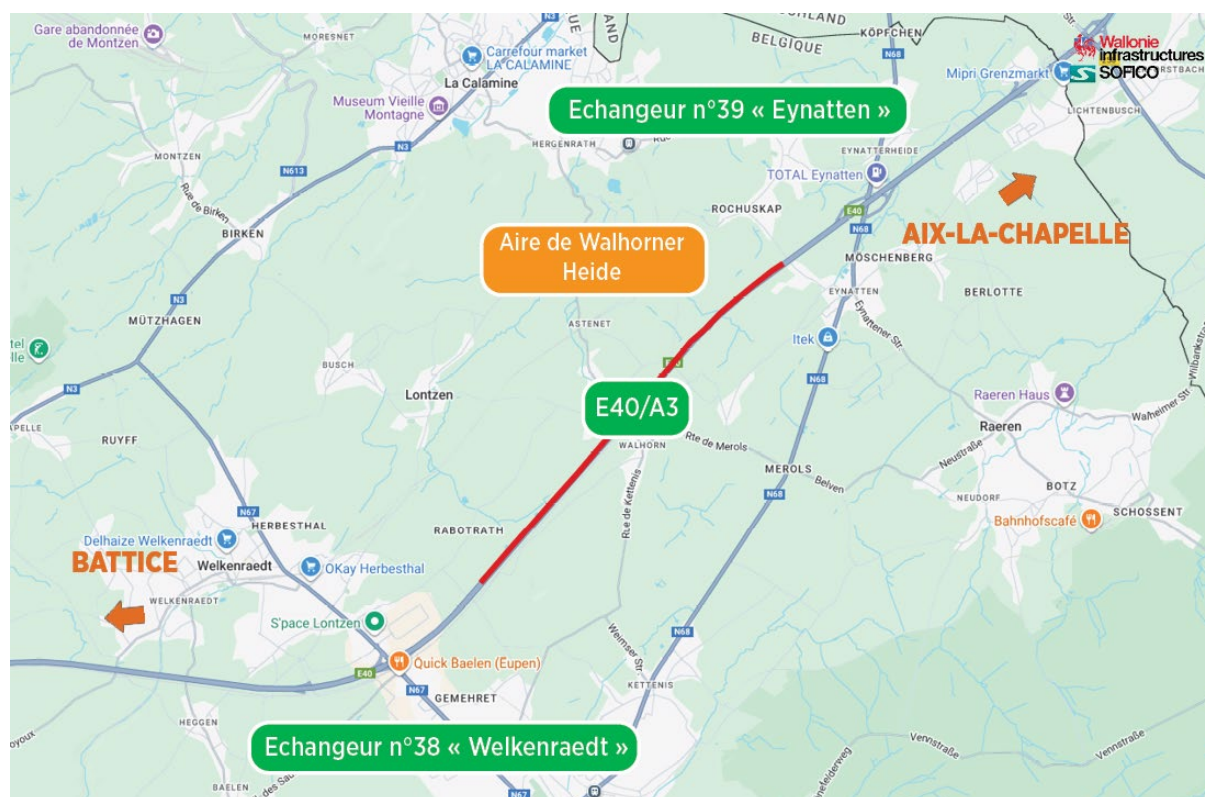 Gare abandonnée
de Montzen
MORESNET
N3
BELGIQUE
KÖPFCHEN
N68
Wallonie
infrastructures
SOFICO
Carrefour market
LA CALAMINE
La Calamine
Mipri Grenzmarkt
LICHTENBUSCH
Museum Vieille
Montagne
Echangeur n°39 « Eynatten »
HERGENRATH
N3
MONTZEN
N613
Rue de Birken
BIRKEN
EYNATTERHEIDE
TOTAL Eynatten
ROCHUSKAP
E40
N68
AIX-LA-CHAPELLE
Aire de Walhorner
Heide
MOSCHENBERG
EYNATTEN
BERLOTTE
N3
MÜTZHAGEN
ASTENET
Itek
Eynattener Str.
BUSCH
Lontzen
N3
N68
E40/A3
Raeren Haus
Raeren
RUYFF
WALHORN
Rte de Merols
Neustraße
MEROLS
Belven
N68
NEUDORF
BOTZ
SCHOSSENT
Bahnhofscafé
Rue de Kettenis
N67
HERBESTHAL
RABOTRATH
Delhaize Welkenraedt
BATTICE
Welkenraedt
OKay Herbesthal
WELKENRAEDT
S'pace Lontzen
Weimser Str
N68
E40
Quick Baelen (Eupen)
N67
GEMEHRET
KETTENIS
HEGGEN
Echangeur n°38 « Welkenraedt »
Vennstraße
Vennstraße
BAELEN
N67
N67